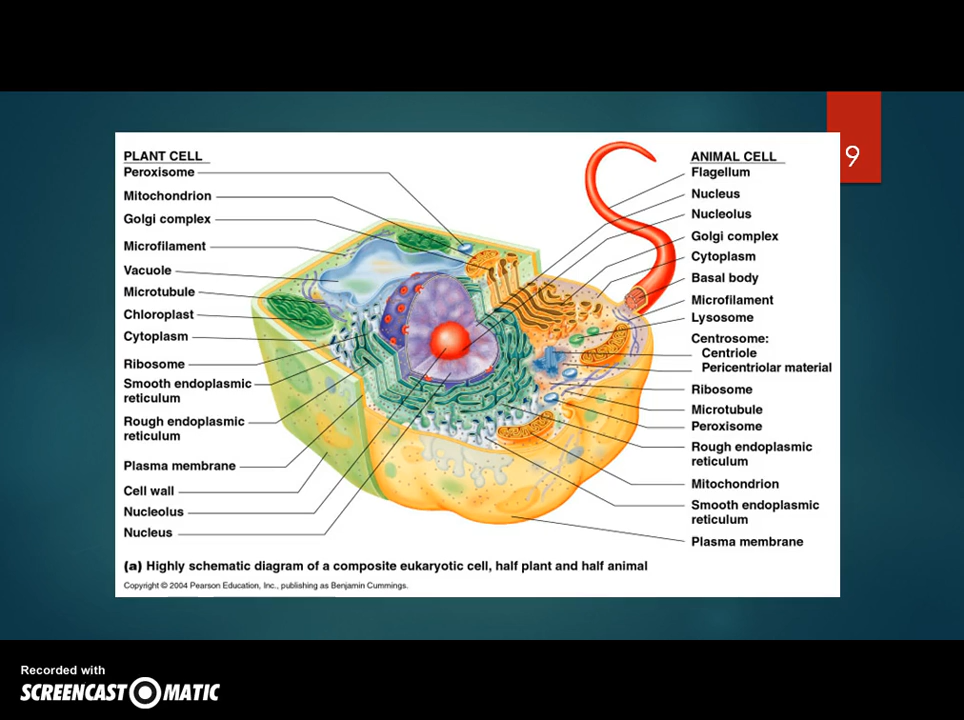 9
PLANT CELL
Peroxisome
Mitochondrion
Golgi complex
Microfilament
Vacuole
Microtubule
Chloroplast
Cytoplasm
Ribosome
Smooth endoplasmic
reticulum
Rough endoplasmic
reticulum
Plasma membrane
Cell wall
Nucleolus
Nucleus
ANIMAL CELL
Flagellum
Nucleus
Nucleolus
Golgi complex
Cytoplasm
Basal body
Microfilament
Lysosome
Centrosome:
Centriole
Pericentriolar material
Ribosome
Microtubule
Peroxisome
Rough endoplasmic
reticulum
Mitochondrion
Smooth endoplasmic
reticulum
Plasma membrane
(a) Highly schematic diagram of a composite eukaryotic cell, half plant and half animal
Copyright © 2004 Pearson Education, Inc., publishing as Benjamin Cummings.
Recorded with
SCREENCAST MATIC